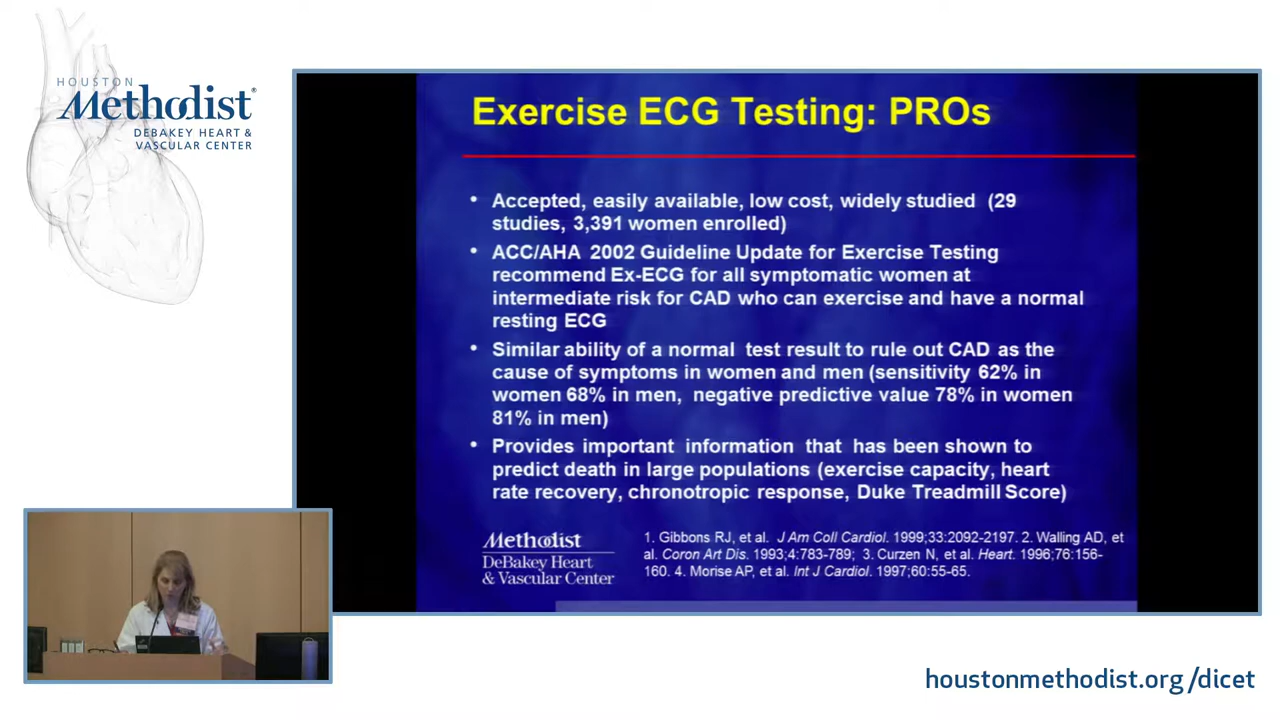 HOUSTON
Methodist®
DEBAKEY HEART &
VASCULAR CENTER
Exercise ECG Testing: PROs
• Accepted, easily available, low cost, widely studied (29
studies, 3,391 women enrolled)
• ACC/AHA 2002 Guideline Update for Exercise Testing
recommend Ex-ECG for all symptomatic women at
intermediate risk for CAD who can exercise and have a normal
resting ECG
• Similar ability of a normal test result to rule out CAD as the
cause of symptoms in women and men (sensitivity 62% in
women 68% in men, negative predictive value 78% in women
81% in men)
• Provides important information that has been shown to
predict death in large populations (exercise capacity, heart
rate recovery, chronotropic response, Duke Treadmill Score)
Methodist
DeBakey Heart
& Vascular Center
1. Gibbons RJ, et al. J Am Coll Cardiol. 1999;33:2092-2197. 2. Walling AD, et
al. Coron Art Dis. 1993;4:783-789; 3. Curzen N, et al. Heart. 1996;76:156-
160. 4. Morise AP, et al. Int J Cardiol. 1997;60:55-65.
houstonmethodist.org/dicet